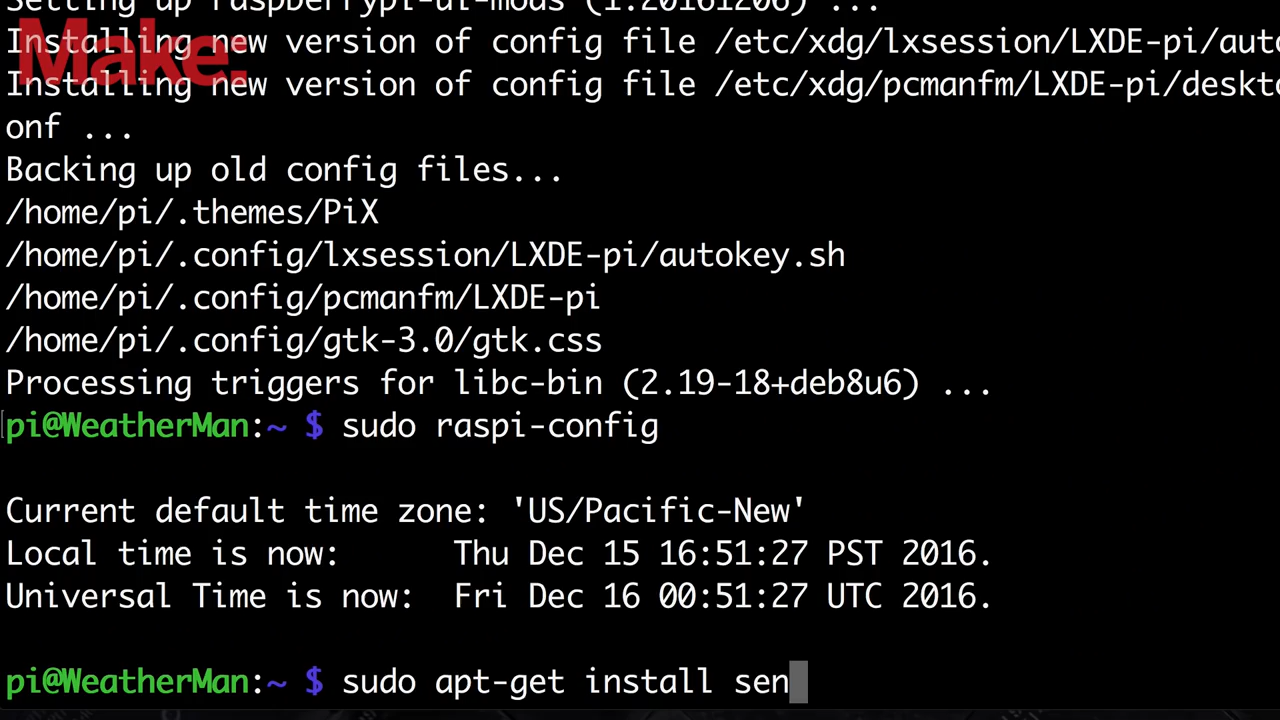 Setting up raspberrypi-ui-mods (1.20161206) ...
Make:
Installing new version of config file /etc/xdg/lxsession/LXDE-pi/auto
Installing new version of config file /etc/xdg/pcmanfm/LXDE-pi/deskto
onf ...
Backing up old config files...
/home/pi/.themes/PiX
/home/pi/.config/lxsession/LXDE-pi/autokey.sh
/home/pi/.config/pcmanfm/LXDE-pi
/home/pi/.config/gtk-3.0/gtk.css
Processing triggers for libc-bin (2.19-18+deb8u6) ...
pi@WeatherMan:~ $ sudo raspi-config
Current default time zone: 'US/Pacific-New'
Local time is now:      Thu Dec 15 16:51:27 PST 2016.
Universal Time is now:  Fri Dec 16 00:51:27 UTC 2016.
pi@WeatherMan:~ $ sudo apt-get install sen